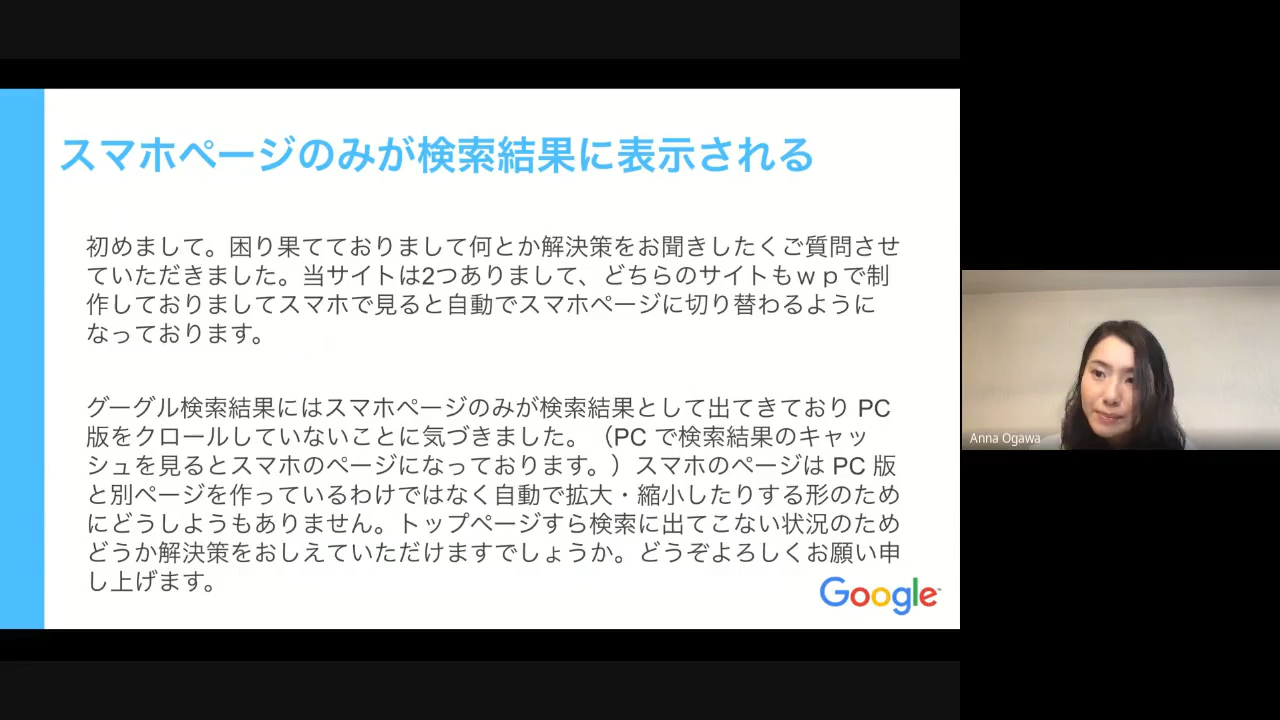 スマホページのみが検索結果に表示される
初めまして。困り果てておりまして何とか解決策をお聞きしたくご質問させ
ていただきました。当サイトは2つありまして、どちらのサイトもｗｐで制
作しておりましてスマホで見ると自動でスマホページに切り替わるように
なっております。
グーグル検索結果にはスマホページのみが検索結果として出てきており PC
版をクロールしていないことに気づきました。（PC で検索結果のキャッ
シュを見るとスマホのページになっております。）スマホのページは PC 版
と別ページを作っているわけではなく自動で拡大・縮小したりする形のため
にどうしようもありません。トップページすら検索に出てこない状況のため
どうか解決策をおしえていただけますでしょうか。どうぞよろしくお願い申
し上げます。
Google
Anna Ogawa